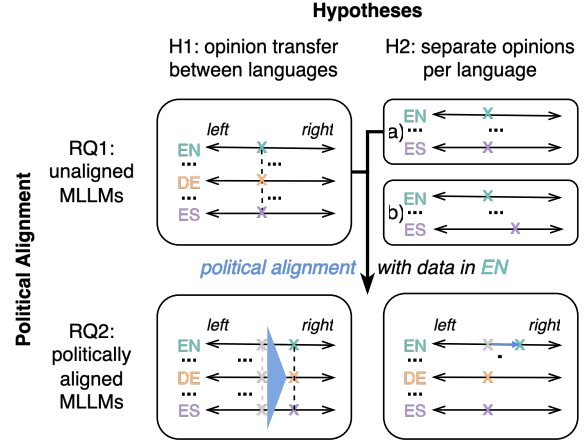 Hypotheses
H1: opinion transfer
between languages
H2: separate opinions
per language
Political Alignment
RQ1:
unaligned
MLLMs
left right
EN
...
...
DE
...
...
ES
a)
EN
...
...
ES
b)
EN
...
...
ES
political alignment with data in EN
RQ2:
politically
aligned
MLLMs
left right
EN
...
...
DE
...
...
ES
left right
EN
...
DE
...
ES